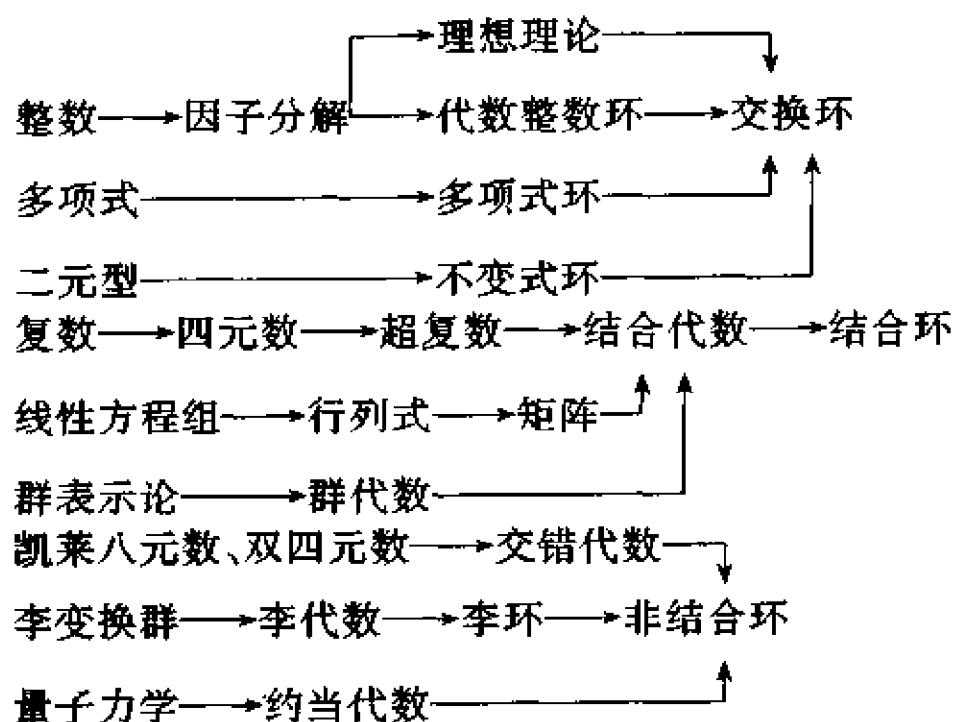 理想理论
整数 因子分解 代数整数环 交换环
多项式 多项式环
二元型 不变式环
复数 四元数 超复数 结合代数 结合环
线性方程组 行列式 矩阵
群表示论 群代数
凯莱八元数、双四元数 交错代数
李变换群 李代数 李环 非结合环
量子力学 约当代数